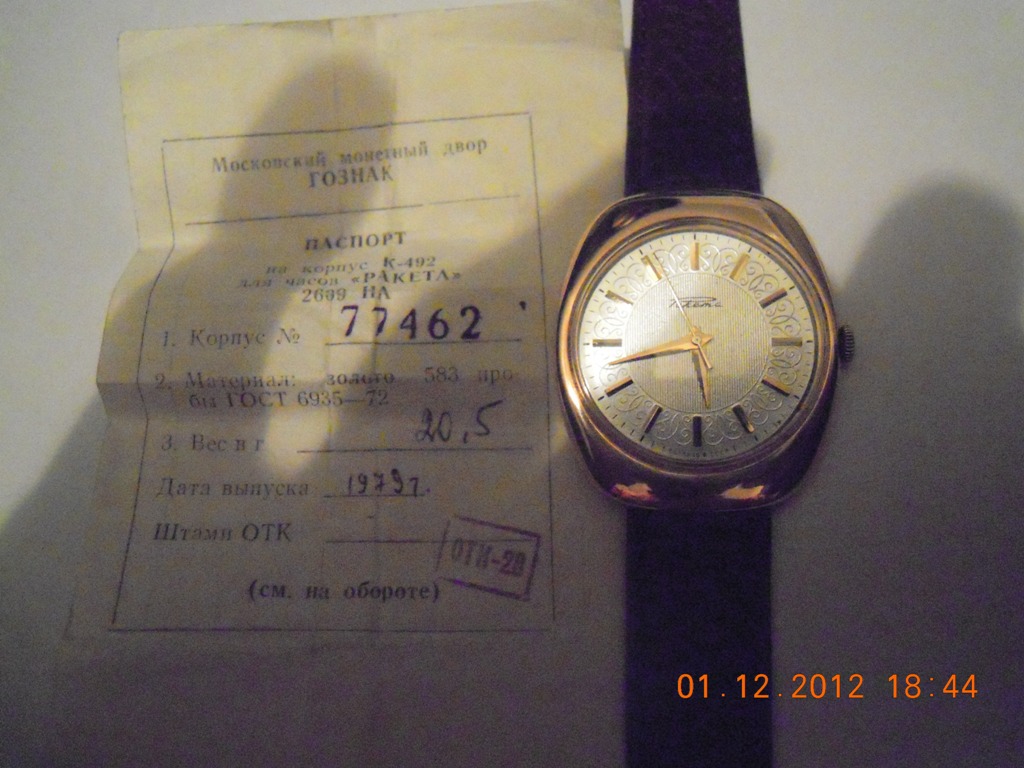 Московский монетный двор
ГОЗНАК
ПАСПОРТ
на корпус К-492
для часов «РАКЕТА»
2609 НА
1. Корпус № 77462
2. Материал: золото 583 про-
бы ГОСТ 6935—72
3. Вес в г 20,5
Дата выпуска 1979г.
Штамп ОТК
ОТК-2В
(см. на обороте)
Ракета
01.12.2012 18:44